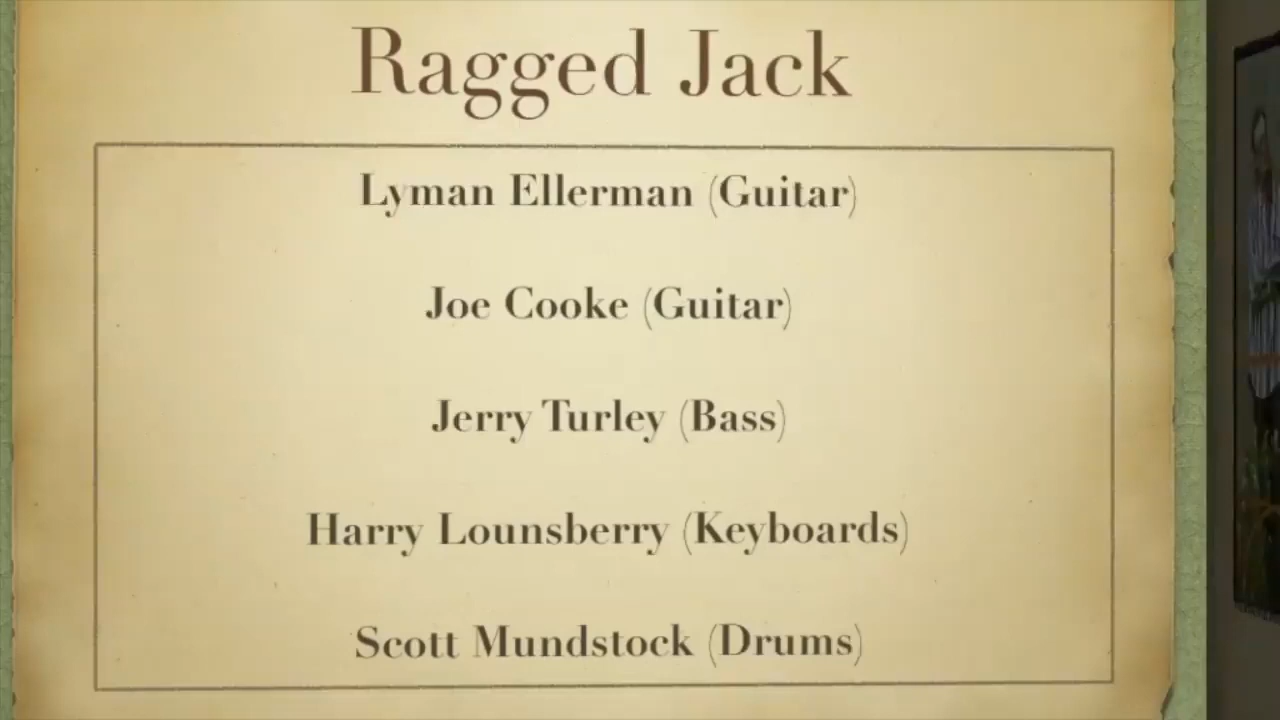 Ragged Jack
Lyman Ellerman (Guitar)
Joe Cooke (Guitar)
Jerry Turley (Bass)
Harry Lounsberry (Keyboards)
Scott Mundstock (Drums)